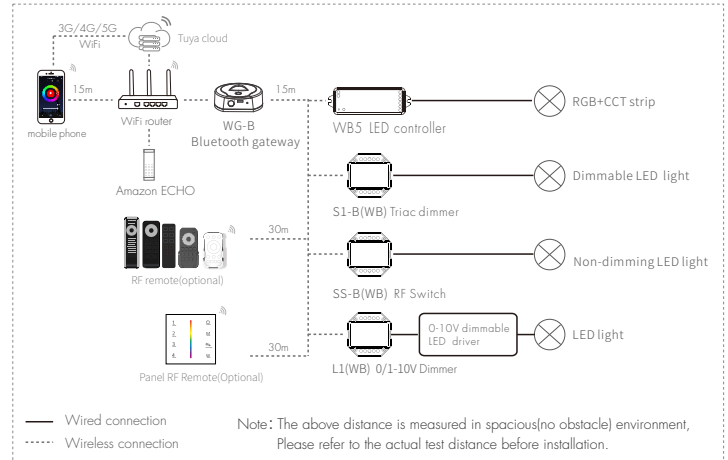 3G/4G/5G
WiFi
Tuya cloud
15m
15m
mobile phone
WiFi router
WG-B
Bluetooth gateway
WB5 LED controller
RGB+CCT strip
Amazon ECHO
S1-B(WB) Triac dimmer
Dimmable LED light
30m
RF remote(optional)
SS-B(WB) RF Switch
Non-dimming LED light
1.
2.
3.
4.
M
W
30m
Panel RF Remote(Optional)
0-10V dimmable
LED driver
LED light
L1(WB) 0/1-10V Dimmer
Wired connection
Wireless connection
Note: The above distance is measured in spacious(no obstacle) environment,
Please refer to the actual test distance before installation.